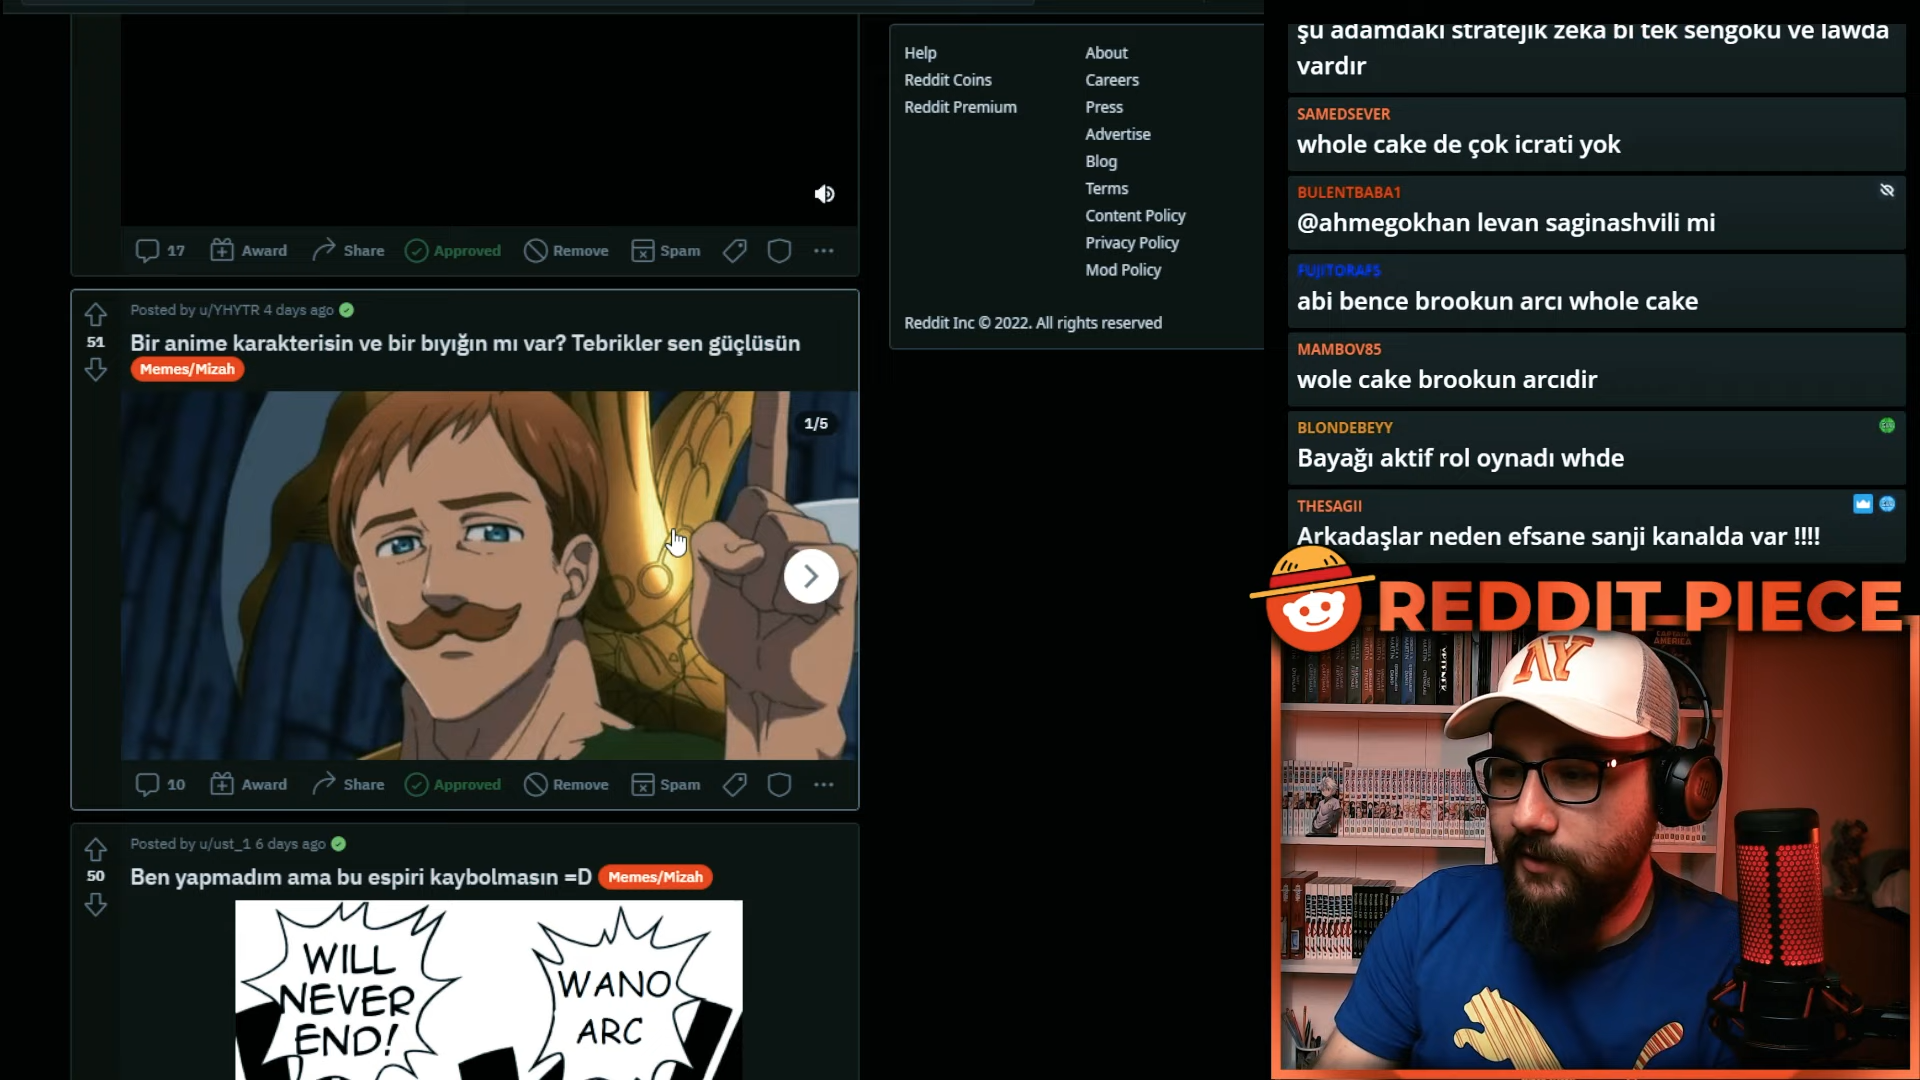 17 Award Share Approved Remove Spam
Posted by u/YHYTR 4 days ago
51
Bir anime karakterisin ve bir bıyığın mı var? Tebrikler sen güçlüsün
Memes/Mizah
1/5
10 Award Share Approved Remove Spam
Posted by u/ust_1 6 days ago
50
Ben yapmadım ama bu espiri kaybolmasın =D Memes/Mizah
WILL
NEVER
END!
WANO
ARC
Help
Reddit Coins
Reddit Premium
About
Careers
Press
Advertise
Blog
Terms
Content Policy
Privacy Policy
Mod Policy
Reddit Inc © 2022. All rights reserved
şu adamdaki stratejik zeka bi tek sengoku ve lawda
vardır
SAMEDSEVER
whole cake de çok icrati yok
BULENTBABA1
@ahmegokhan levan saginashvili mi
FUJITORAFS
abi bence brookun arcı whole cake
MAMBOV85
wole cake brookun arcıdir
BLONDEBEYY
Bayağı aktif rol oynadı whde
THESAGII
Arkadaşlar neden efsane sanji kanalda var !!!!
REDDIT PIECE